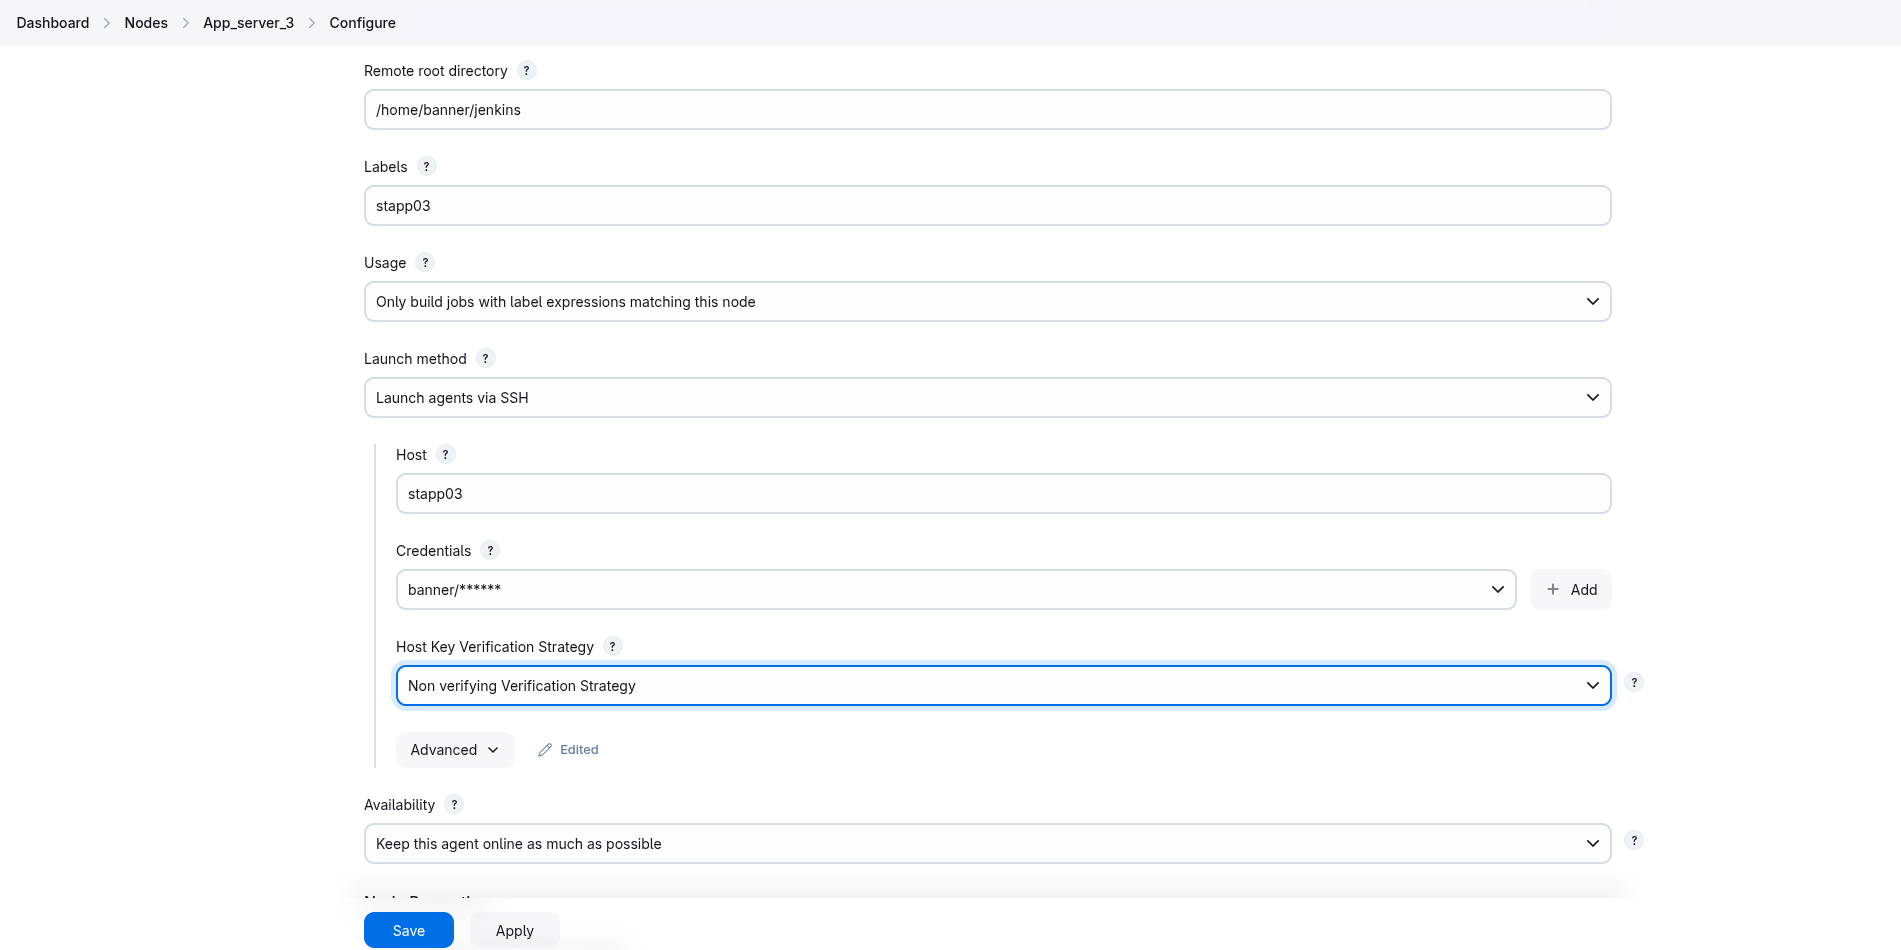 Dashboard > Nodes > App_server_3 > Configure
Remote root directory ?
/home/banner/jenkins
Labels ?
stapp03
Usage ?
Only build jobs with label expressions matching this node
Launch method ?
Launch agents via SSH
Host ?
stapp03
Credentials ?
banner/******
+ Add
Host Key Verification Strategy ?
Non verifying Verification Strategy
?
Advanced
Edited
Availability ?
Keep this agent online as much as possible
?
Save
Apply